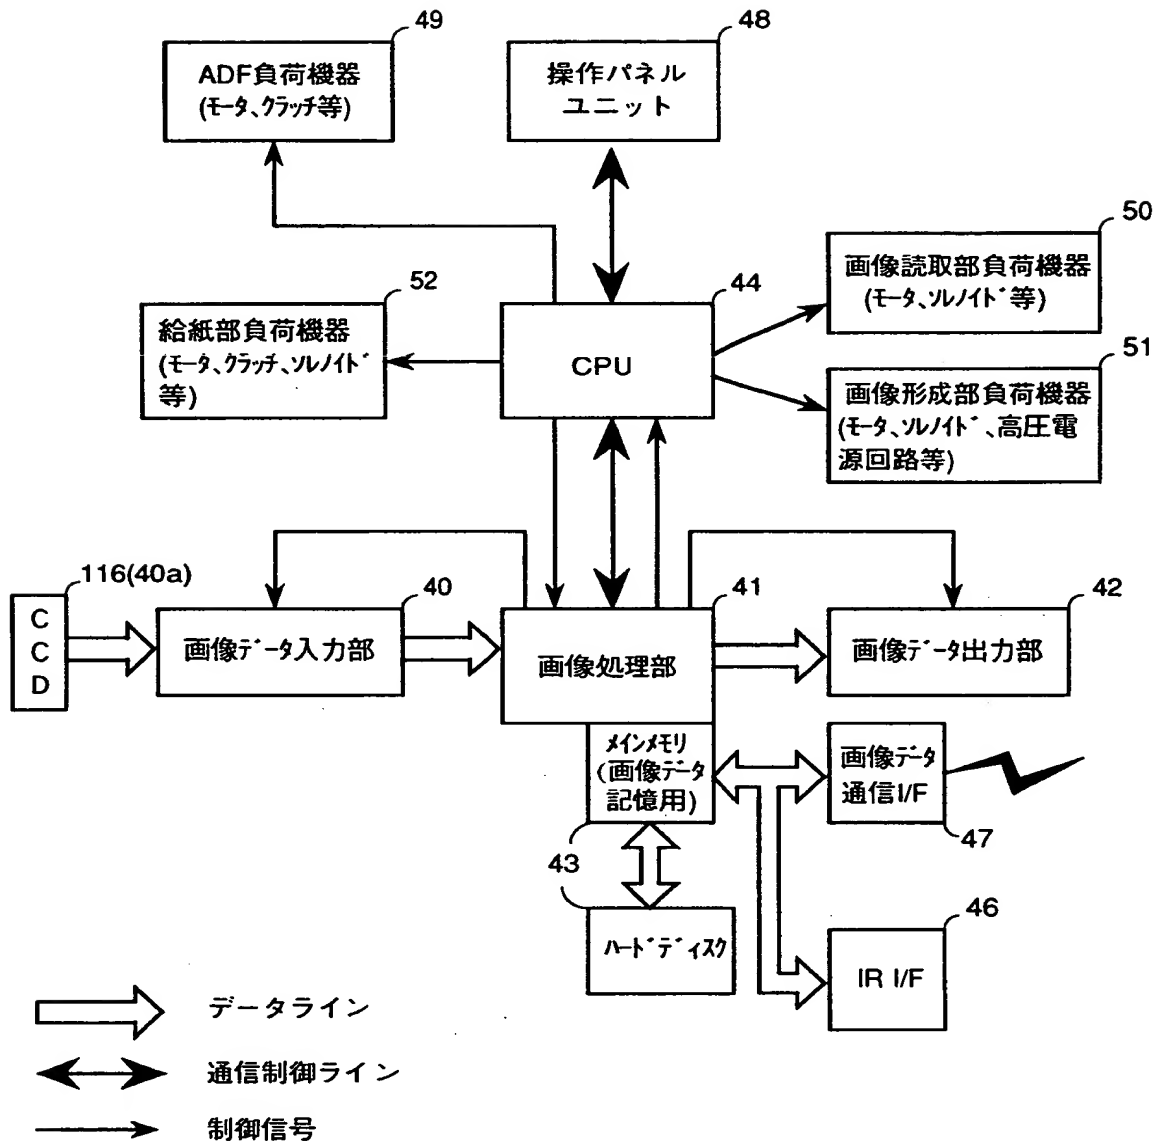 49
ADF負荷機器
(モータ、クラッチ等)
48
操作パネル
ユニット
50
画像読取部負荷機器
(モータ、ソレノイド等)
52
給紙部負荷機器
(モータ、クラッチ、ソレノイド
等)
44
CPU
51
画像形成部負荷機器
(モータ、ソレノイド、高圧電
源回路等)
116(40a)
C
C
D
40
画像データ入力部
41
画像処理部
42
画像データ出力部
メインメモリ
(画像データ
記憶用)
画像データ
通信I/F
47
43
ハードディスク
46
IR I/F
データライン
通信制御ライン
制御信号